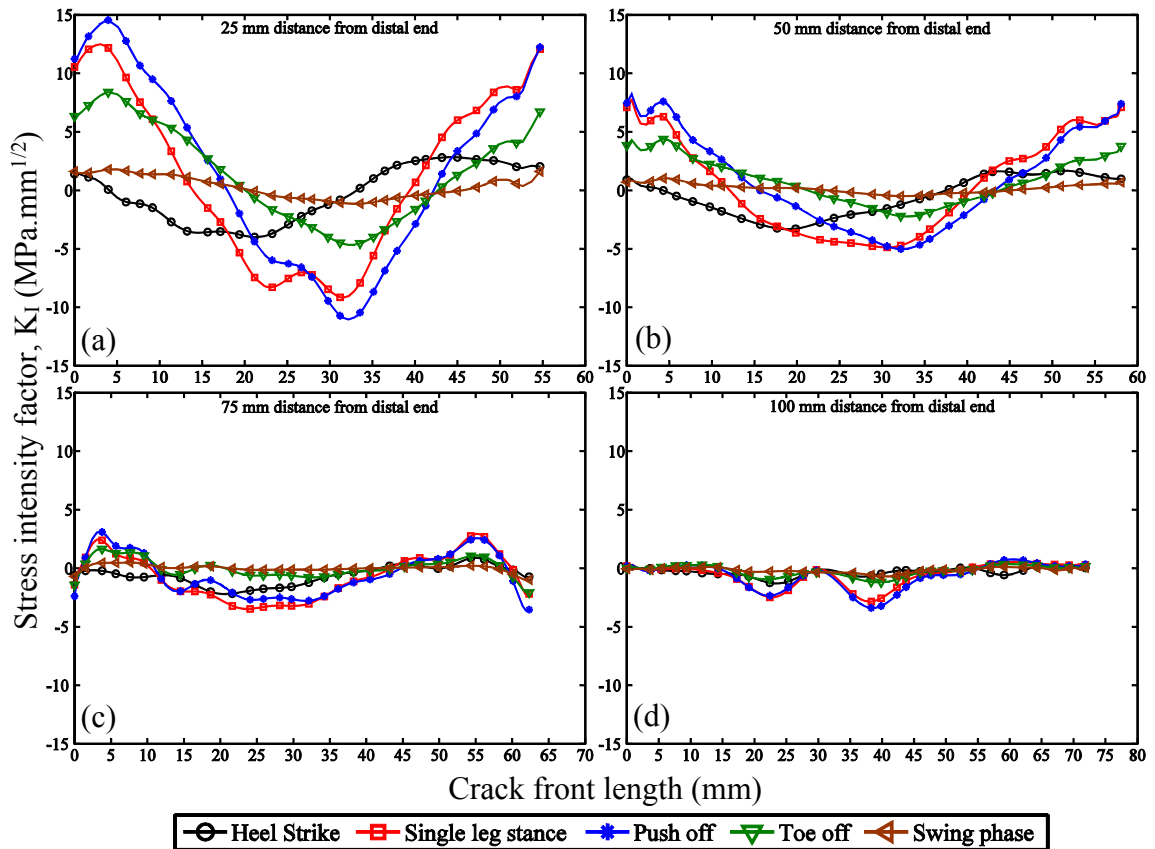 Stress intensity factor, K_I (MPa.mm^1/2)
25 mm distance from distal end
15
10
5
0
-5
-10
-15
(a)
0 5 10 15 20 25 30 35 40 45 50 55 60
50 mm distance from distal end
15
10
5
0
-5
-10
-15
(b)
0 5 10 15 20 25 30 35 40 45 50 55 60
75 mm distance from distal end
15
10
5
0
-5
-10
-15
(c)
0 5 10 15 20 25 30 35 40 45 50 55 60 65 70
100 mm distance from distal end
15
10
5
0
-5
-10
-15
(d)
0 5 10 15 20 25 30 35 40 45 50 55 60 65 70 75 80
Crack front length (mm)
Heel Strike Single leg stance Push off Toe off Swing phase